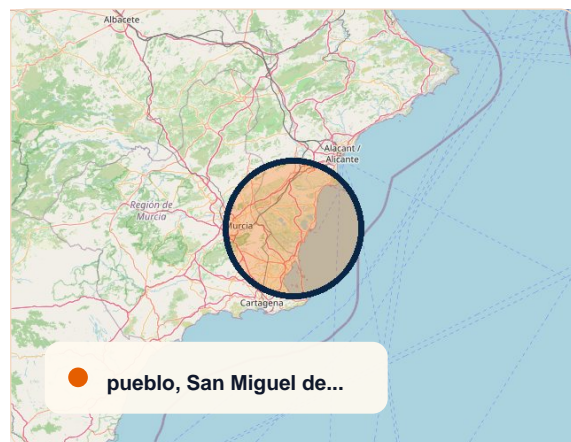 Albacete
Alacant /
Alicante
Región de
Murcia
Murcia
Cartagena
pueblo, San Miguel de...